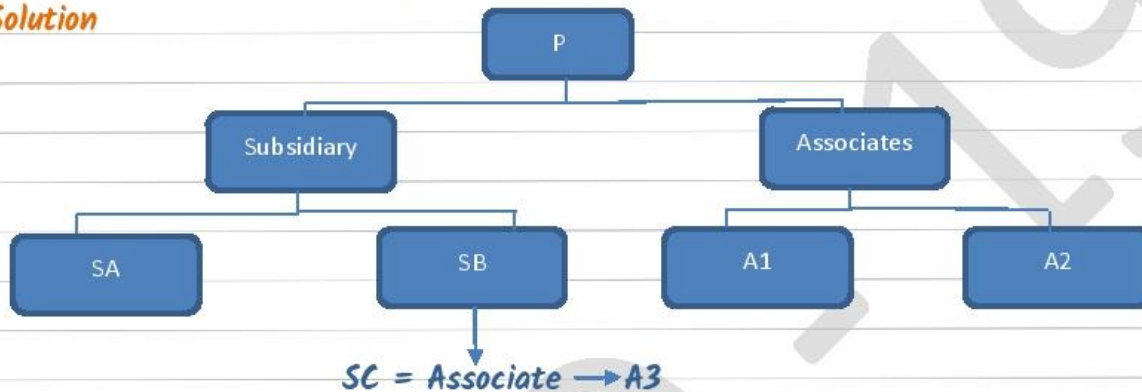 Solution
P
Subsidiary
Associates
SA
SB
A1
A2
SC = Associate → A3